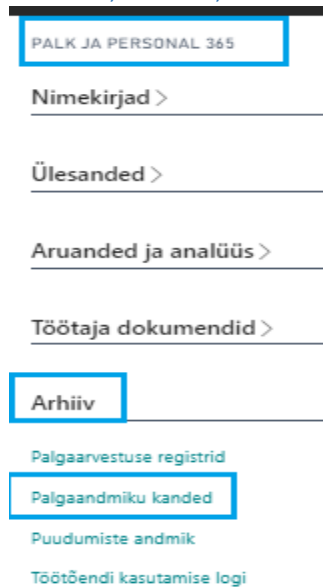 PALK JA PERSONAL 365
Nimekirjad >
Ülesanded >
Aruanded ja analüüs >
Töötaja dokumendid >
Arhiiv
Palgaarvestuse registrid
Palgaandmiku kanded
Puudumiste andmik
Töötõendi kasutamise logi